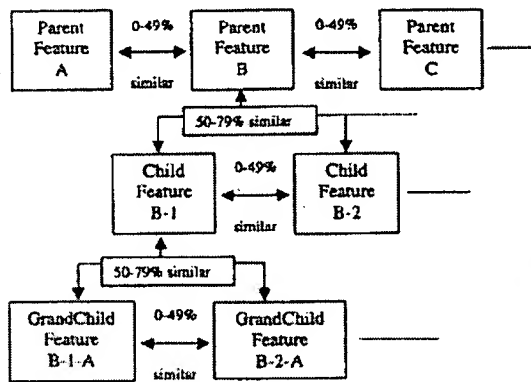 Parent
Feature
A
0-49%
similar
Parent
Feature
B
0-49%
similar
Parent
Feature
C
50-79% similar
Child
Feature
B-1
0-49%
similar
Child
Feature
B-2
50-79% similar
GrandChild
Feature
B-1-A
0-49%
similar
GrandChild
Feature
B-2-A